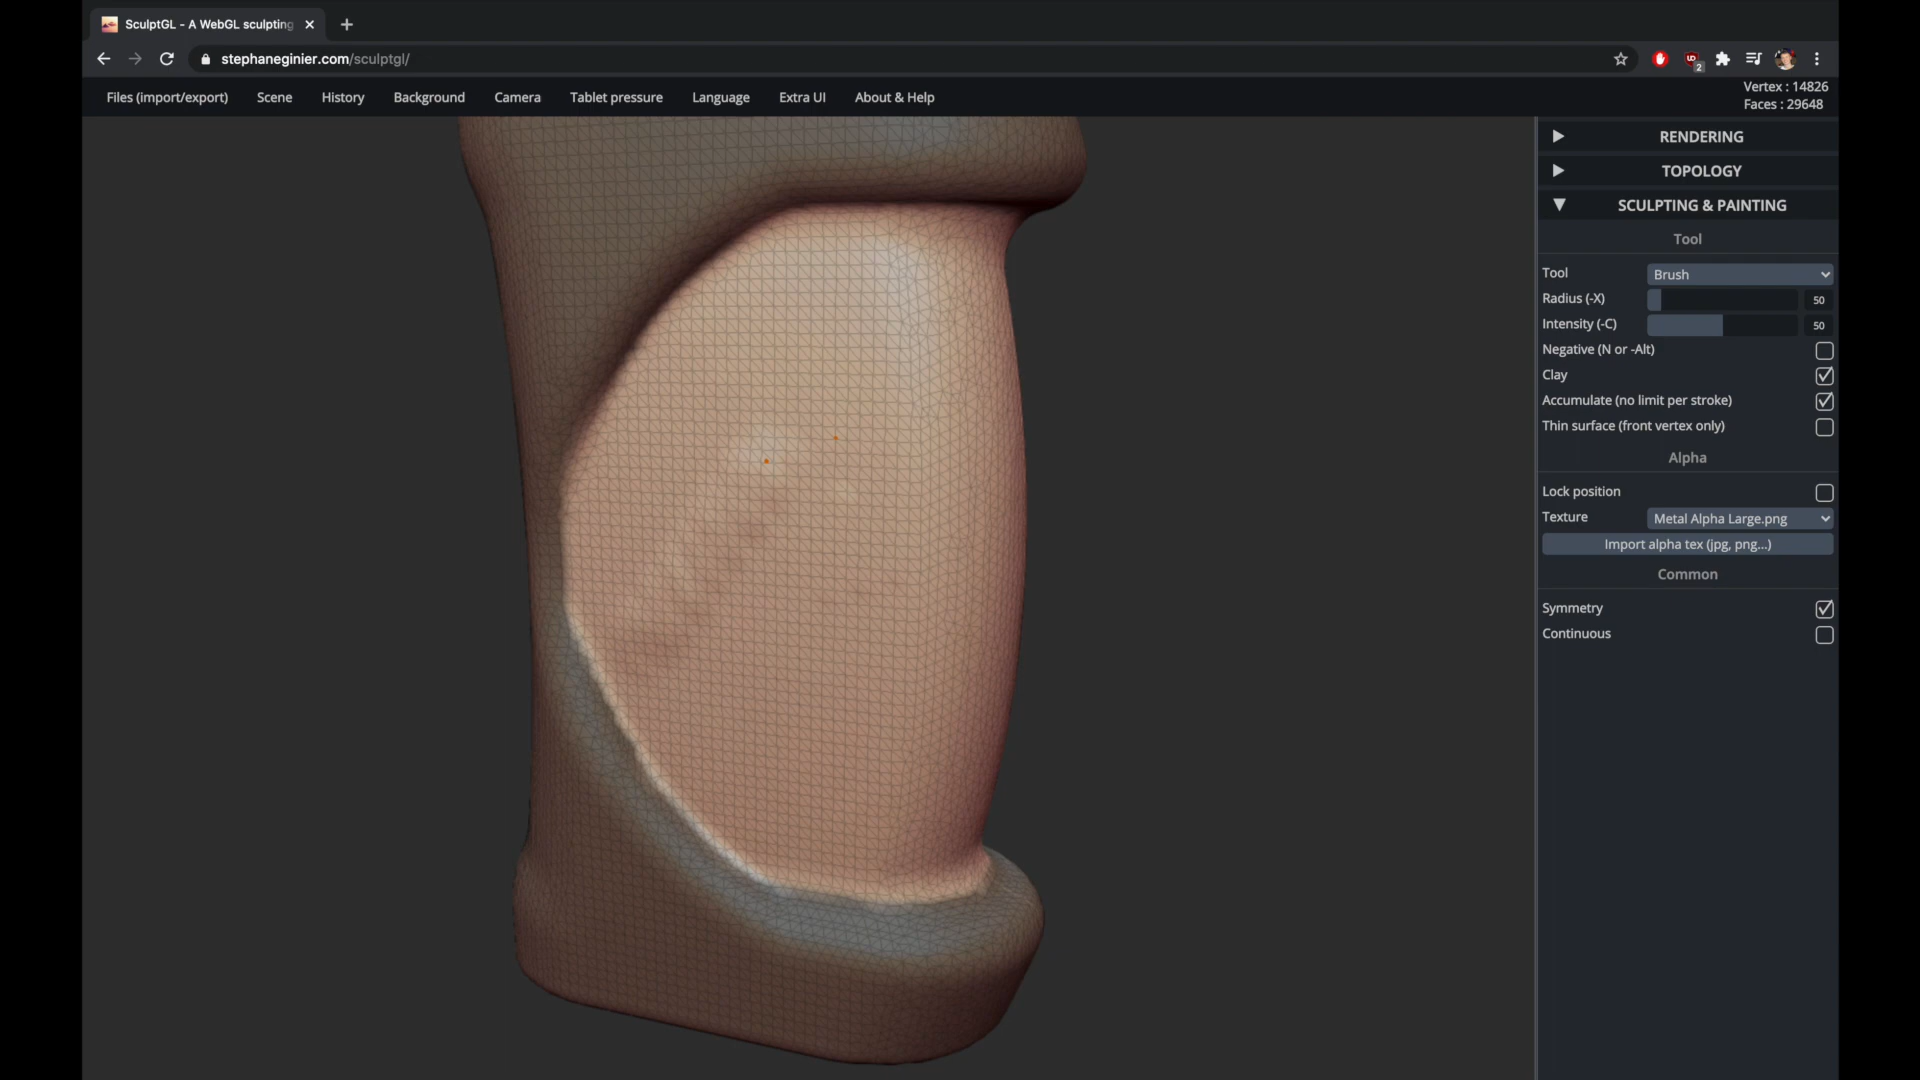 SculptGL - A WebGL sculpting
stephaneginier.com/sculptgl/
2
Files (import/export) Scene History Background Camera Tablet pressure Language Extra UI About & Help
Vertex : 14826
Faces : 29648
RENDERING
TOPOLOGY
SCULPTING & PAINTING
Tool
Tool Brush
Radius (-X) 50
Intensity (-C) 50
Negative (N or -Alt)
Clay
Accumulate (no limit per stroke)
Thin surface (front vertex only)
Alpha
Lock position
Texture Metal Alpha Large.png
Import alpha tex (jpg, png...)
Common
Symmetry
Continuous